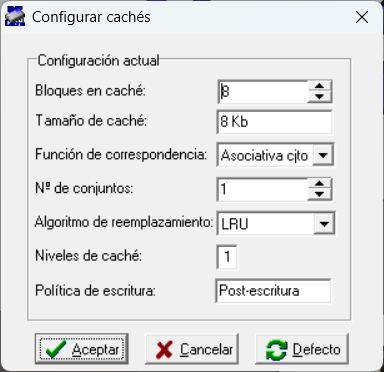 Configurar cachés
Configuración actual
Bloques en caché: 8
Tamaño de caché: 8 Kb
Función de correspondencia: Asociativa cjto
Nº de conjuntos: 1
Algoritmo de reemplazamiento: LRU
Niveles de caché: 1
Política de escritura: Post-escritura
Aceptar Cancelar Defecto